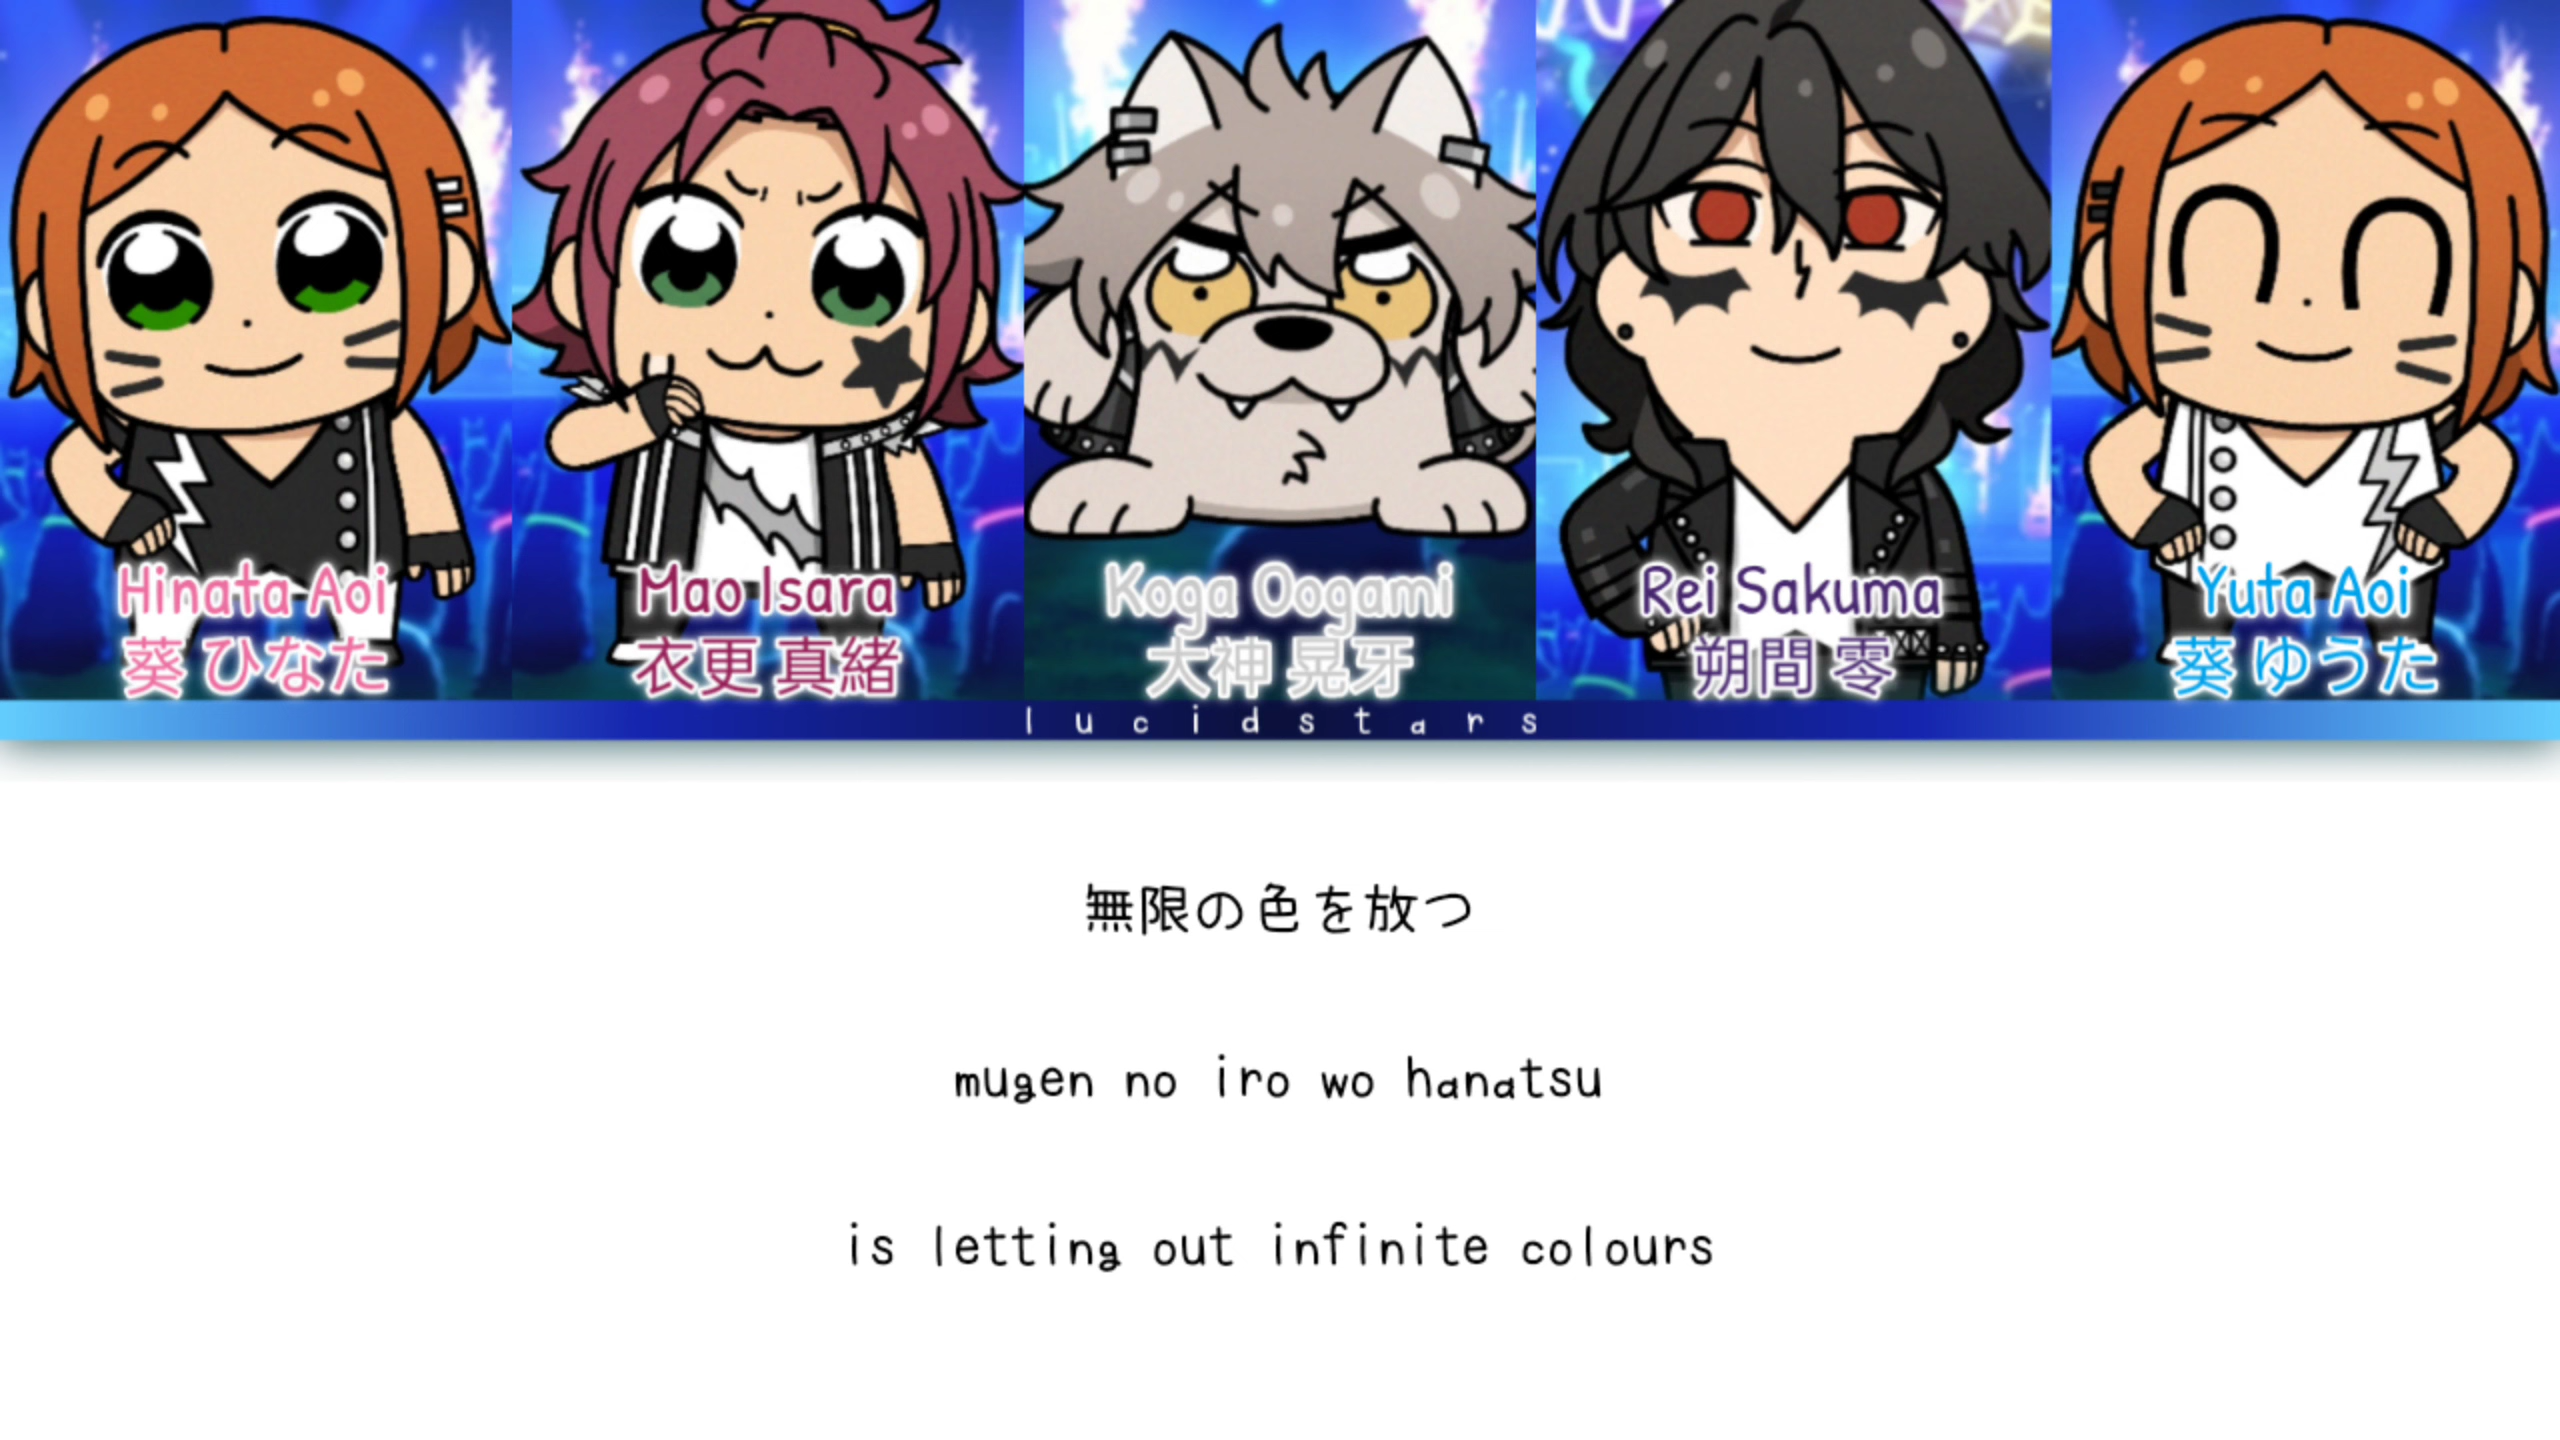 Hinata Aoi
葵 ひなた
Mao Isara
衣更 真緒
Koga Oogami
大神 晃牙
Rei Sakuma
朔間 零
Yuta Aoi
葵 ゆうた
lucidstars
無限の色を放つ
mugen no iro wo hanatsu
is letting out infinite colours